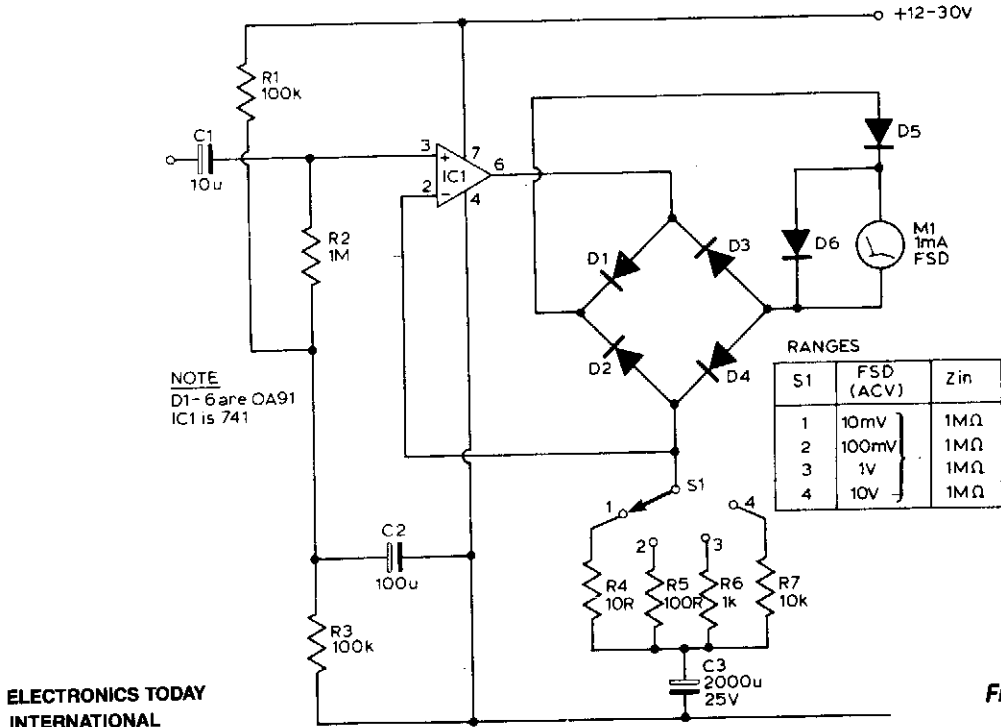 +12-30V
R1
100k
C1
10u
R2
1M
3
+
7
IC1
6
2
-
4
D5
D6
M1
1mA
FSD
D1
D3
D2
D4
NOTE
D1-6 are OA91
IC1 is 741
RANGES
S1 FSD (ACV) Zin
1 10mV 1MΩ
2 100mV 1MΩ
3 1V 1MΩ
4 10V 1MΩ
S1
1
2
3
4
C2
100u
R3
100k
R4
10R
R5
100R
R6
1k
R7
10k
C3
2000u
25V
ELECTRONICS TODAY
INTERNATIONAL